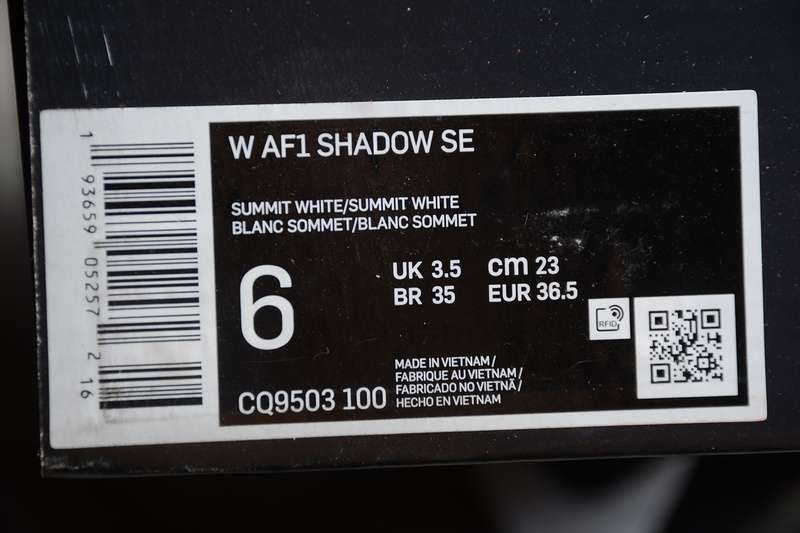 1 93659 05257 2 16
W AF1 SHADOW SE
SUMMIT WHITE/SUMMIT WHITE
BLANC SOMMET/BLANC SOMMET
6
UK 3.5 cm 23
BR 35 EUR 36.5
RFID
MADE IN VIETNAM /
FABRIQUE AU VIETNAM /
FABRICADO NO VIETNÃ /
HECHO EN VIETNAM
CQ9503 100